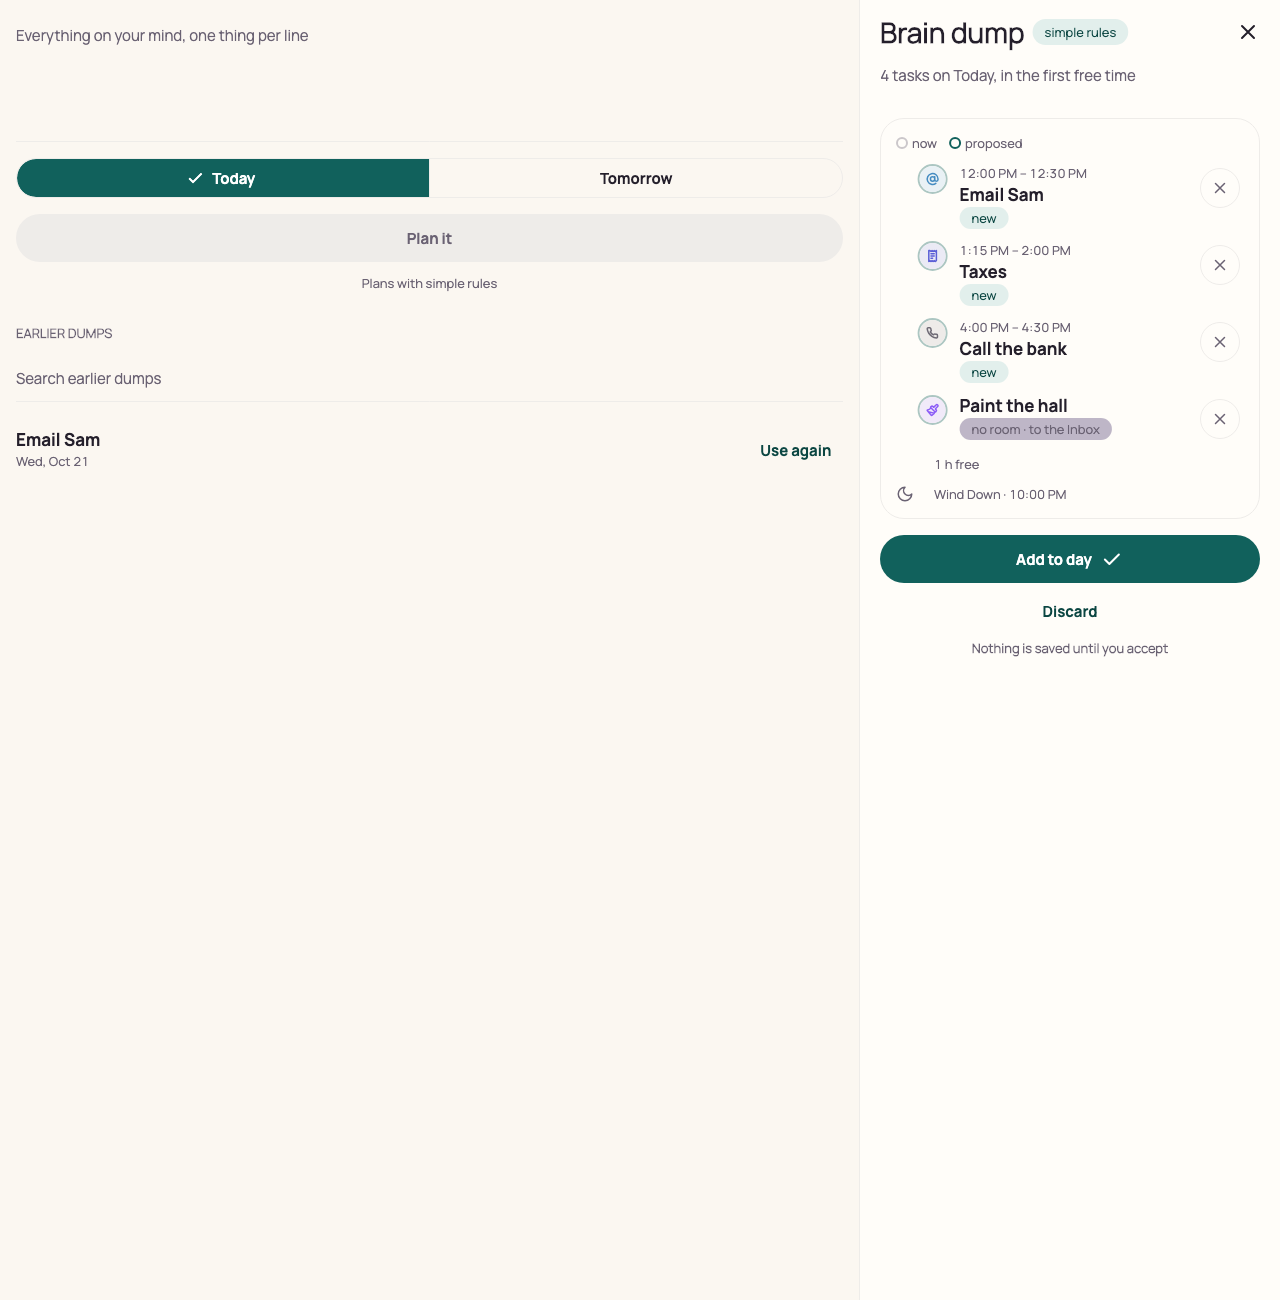 Everything on your mind, one thing per line
Today
Tomorrow
Plan it
Plans with simple rules
EARLIER DUMPS
Search earlier dumps
Email Sam
Wed, Oct 21
Use again
Brain dump
simple rules
4 tasks on Today, in the first free time
now
proposed
12:00 PM – 12:30 PM
Email Sam
new
1:15 PM – 2:00 PM
Taxes
new
4:00 PM – 4:30 PM
Call the bank
new
Paint the hall
no room · to the Inbox
1 h free
Wind Down · 10:00 PM
Add to day
Discard
Nothing is saved until you accept